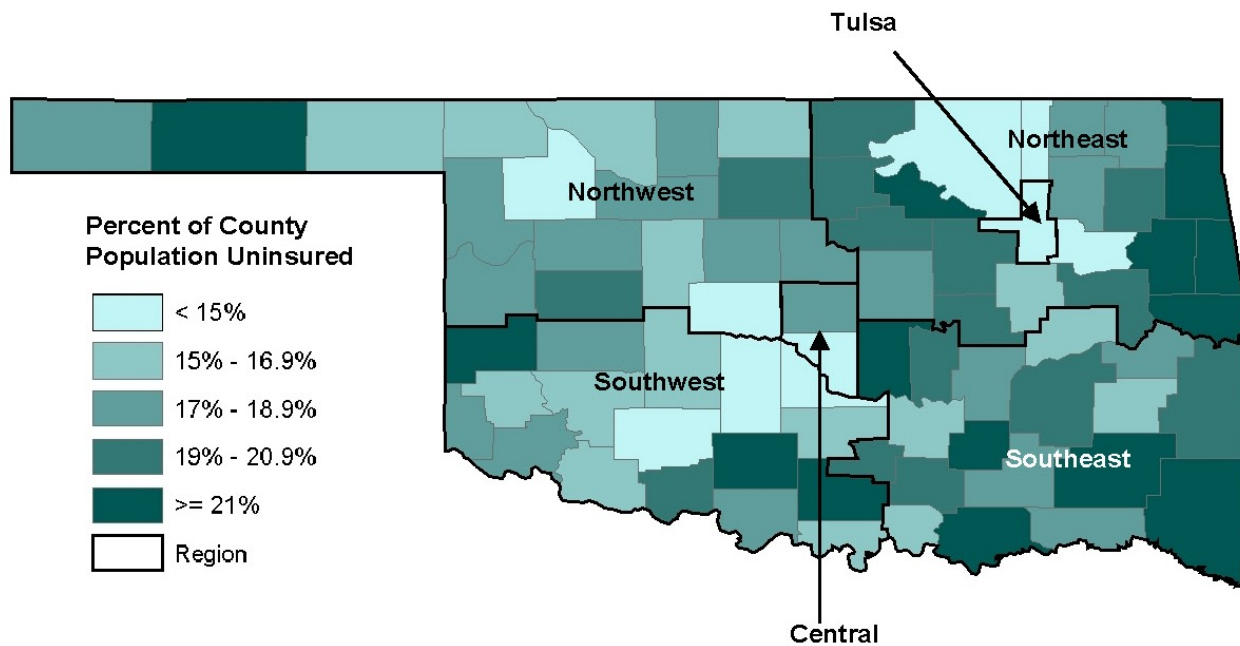 Tulsa
Northeast
Northwest
Percent of County
Population Uninsured
< 15%
15% - 16.9%
17% - 18.9%
19% - 20.9%
>= 21%
Region
Southwest
Southeast
Central